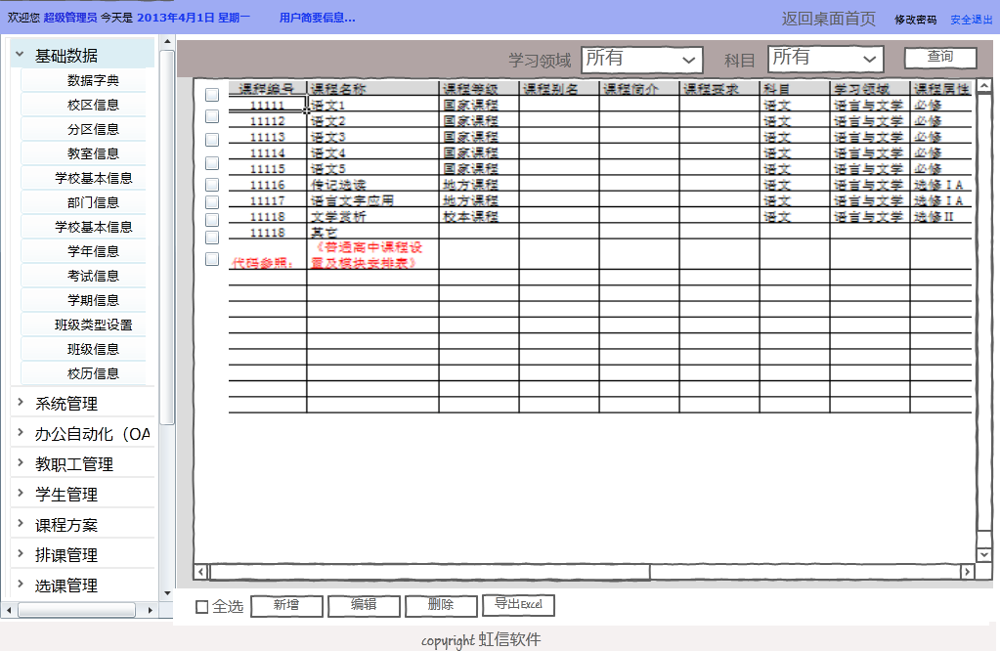 欢迎您 超级管理员 今天是 2013年4月1日 星期一 用户简要信息... 返回桌面首页 修改密码 安全退出
基础数据
数据字典
校区信息
分区信息
教室信息
学校基本信息
部门信息
学校基本信息
学年信息
考试信息
学期信息
班级类型设置
班级信息
校历信息
系统管理
办公自动化（OA
教职工管理
学生管理
课程方案
排课管理
选课管理
学习领域 所有 科目 所有 查询
课程编号 课程名称 课程等级 课程别名 课程简介 课程要求 科目 学习领域 课程属性
11111 语文1 国家课程 语文 语言与文学 必修
11112 语文2 国家课程 语文 语言与文学 必修
11113 语文3 国家课程 语文 语言与文学 必修
11114 语文4 国家课程 语文 语言与文学 必修
11115 语文5 国家课程 语文 语言与文学 必修
11116 传记选读 地方课程 语文 语言与文学 选修ⅠA
11117 语言文字应用 地方课程 语文 语言与文学 选修ⅠA
11118 文学赏析 校本课程 语文 语言与文学 选修Ⅱ
11118 其它
代码参照： 《普通高中课程设
置及模块安排表》
全选 新增 编辑 删除 导出Excel
copyright 虹信软件